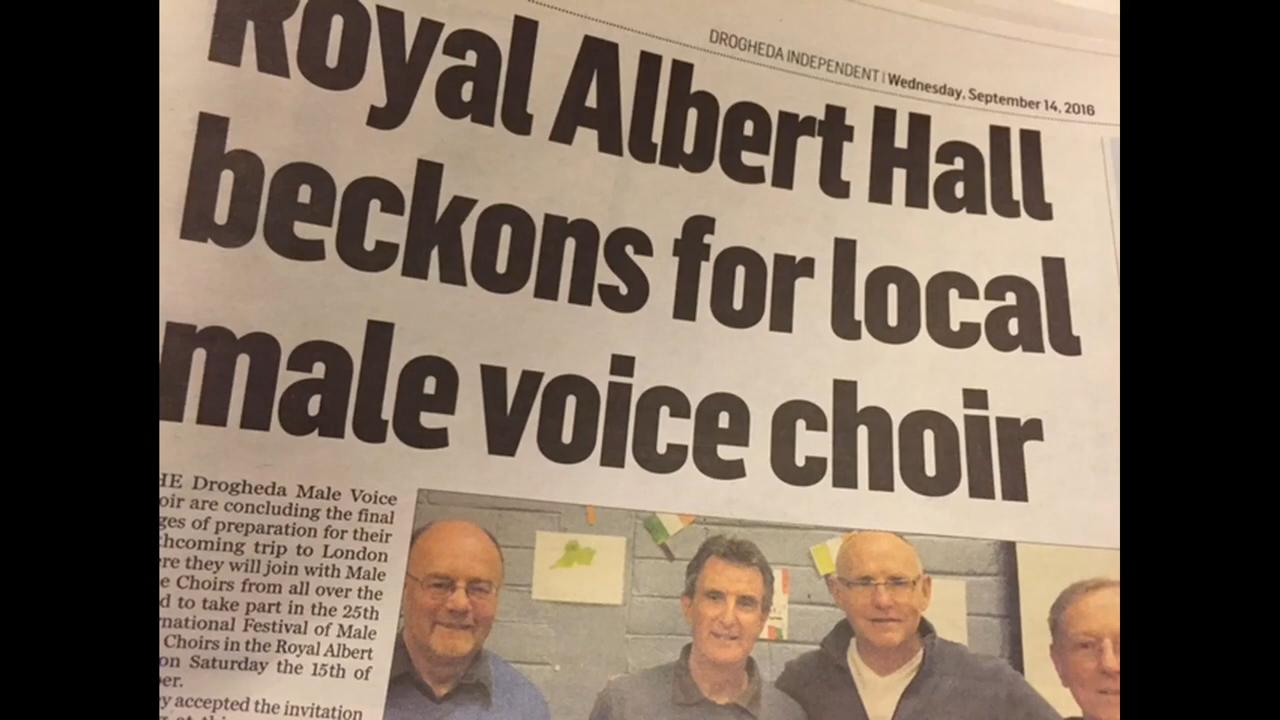 DROGHEDA INDEPENDENT | Wednesday, September 14, 2016
Royal Albert Hall
beckons for local
male voice choir
HE Drogheda Male Voice
oir are concluding the final
ges of preparation for their
thcoming trip to London
re they will join with Male
e Choirs from all over the
d to take part in the 25th
national Festival of Male
Choirs in the Royal Albert
on Saturday the 15th of
er.
y accepted the invitation